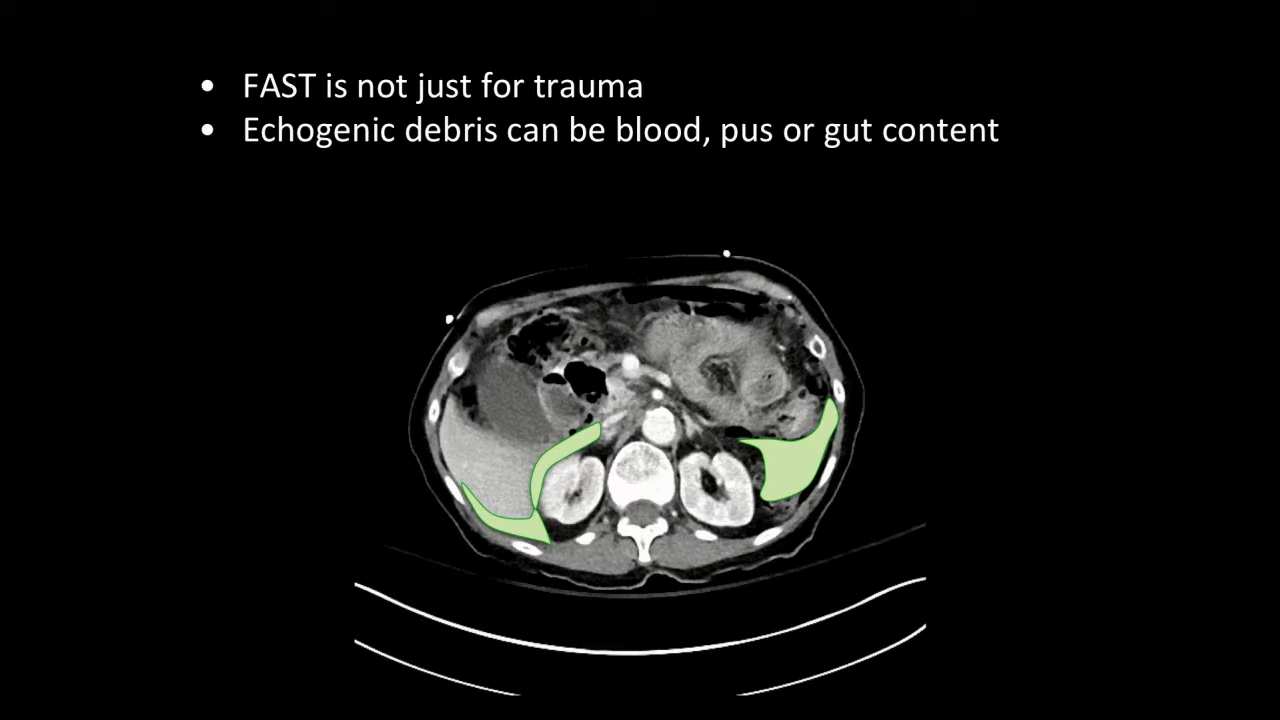 • FAST is not just for trauma
• Echogenic debris can be blood, pus or gut content